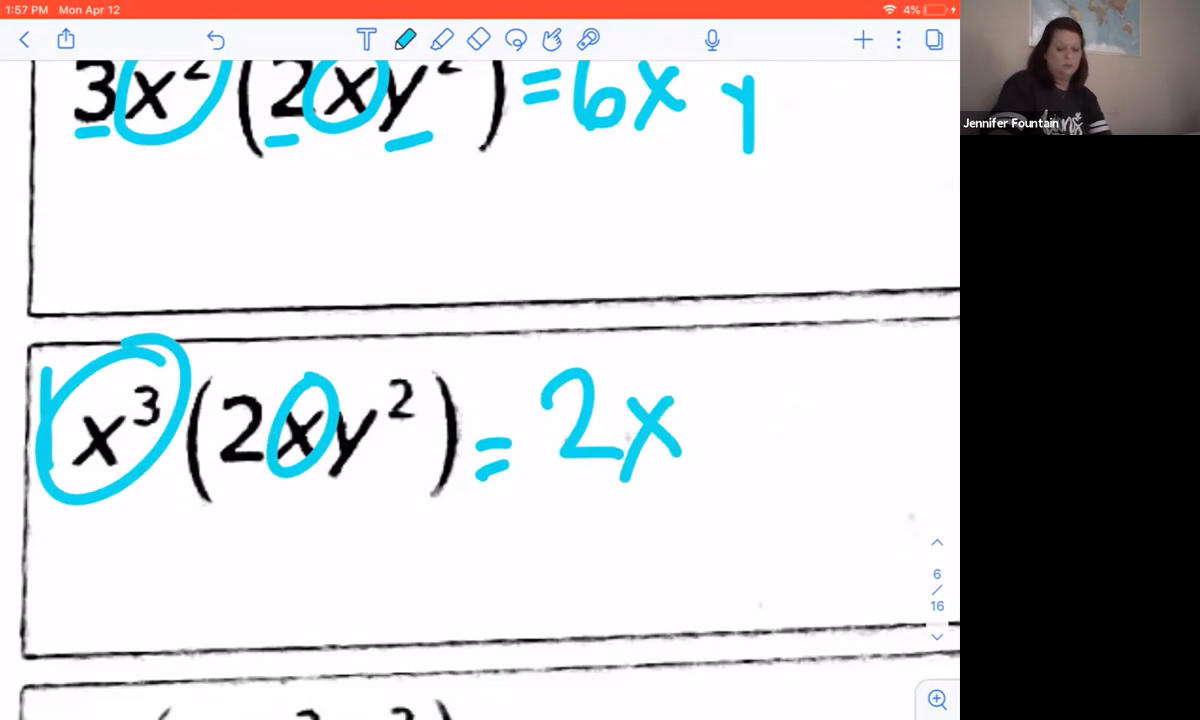 1:57 PM Mon Apr 12
4%
T
3x²(2xy²)=6x y
Jennifer Fountain
x³(2xy²)=2x
6
/
16